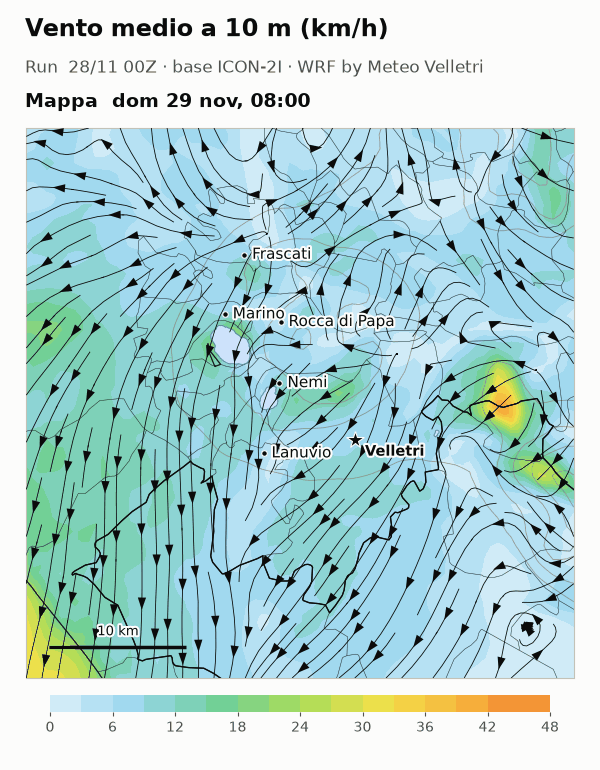 Vento medio a 10 m (km/h)
Run  28/11 00Z · base ICON-2I · WRF by Meteo Velletri
Mappa  dom 29 nov, 08:00
Frascati
Marino
Rocca di Papa
Nemi
Velletri
Lanuvio
10 km
0 6 12 18 24 30 36 42 48